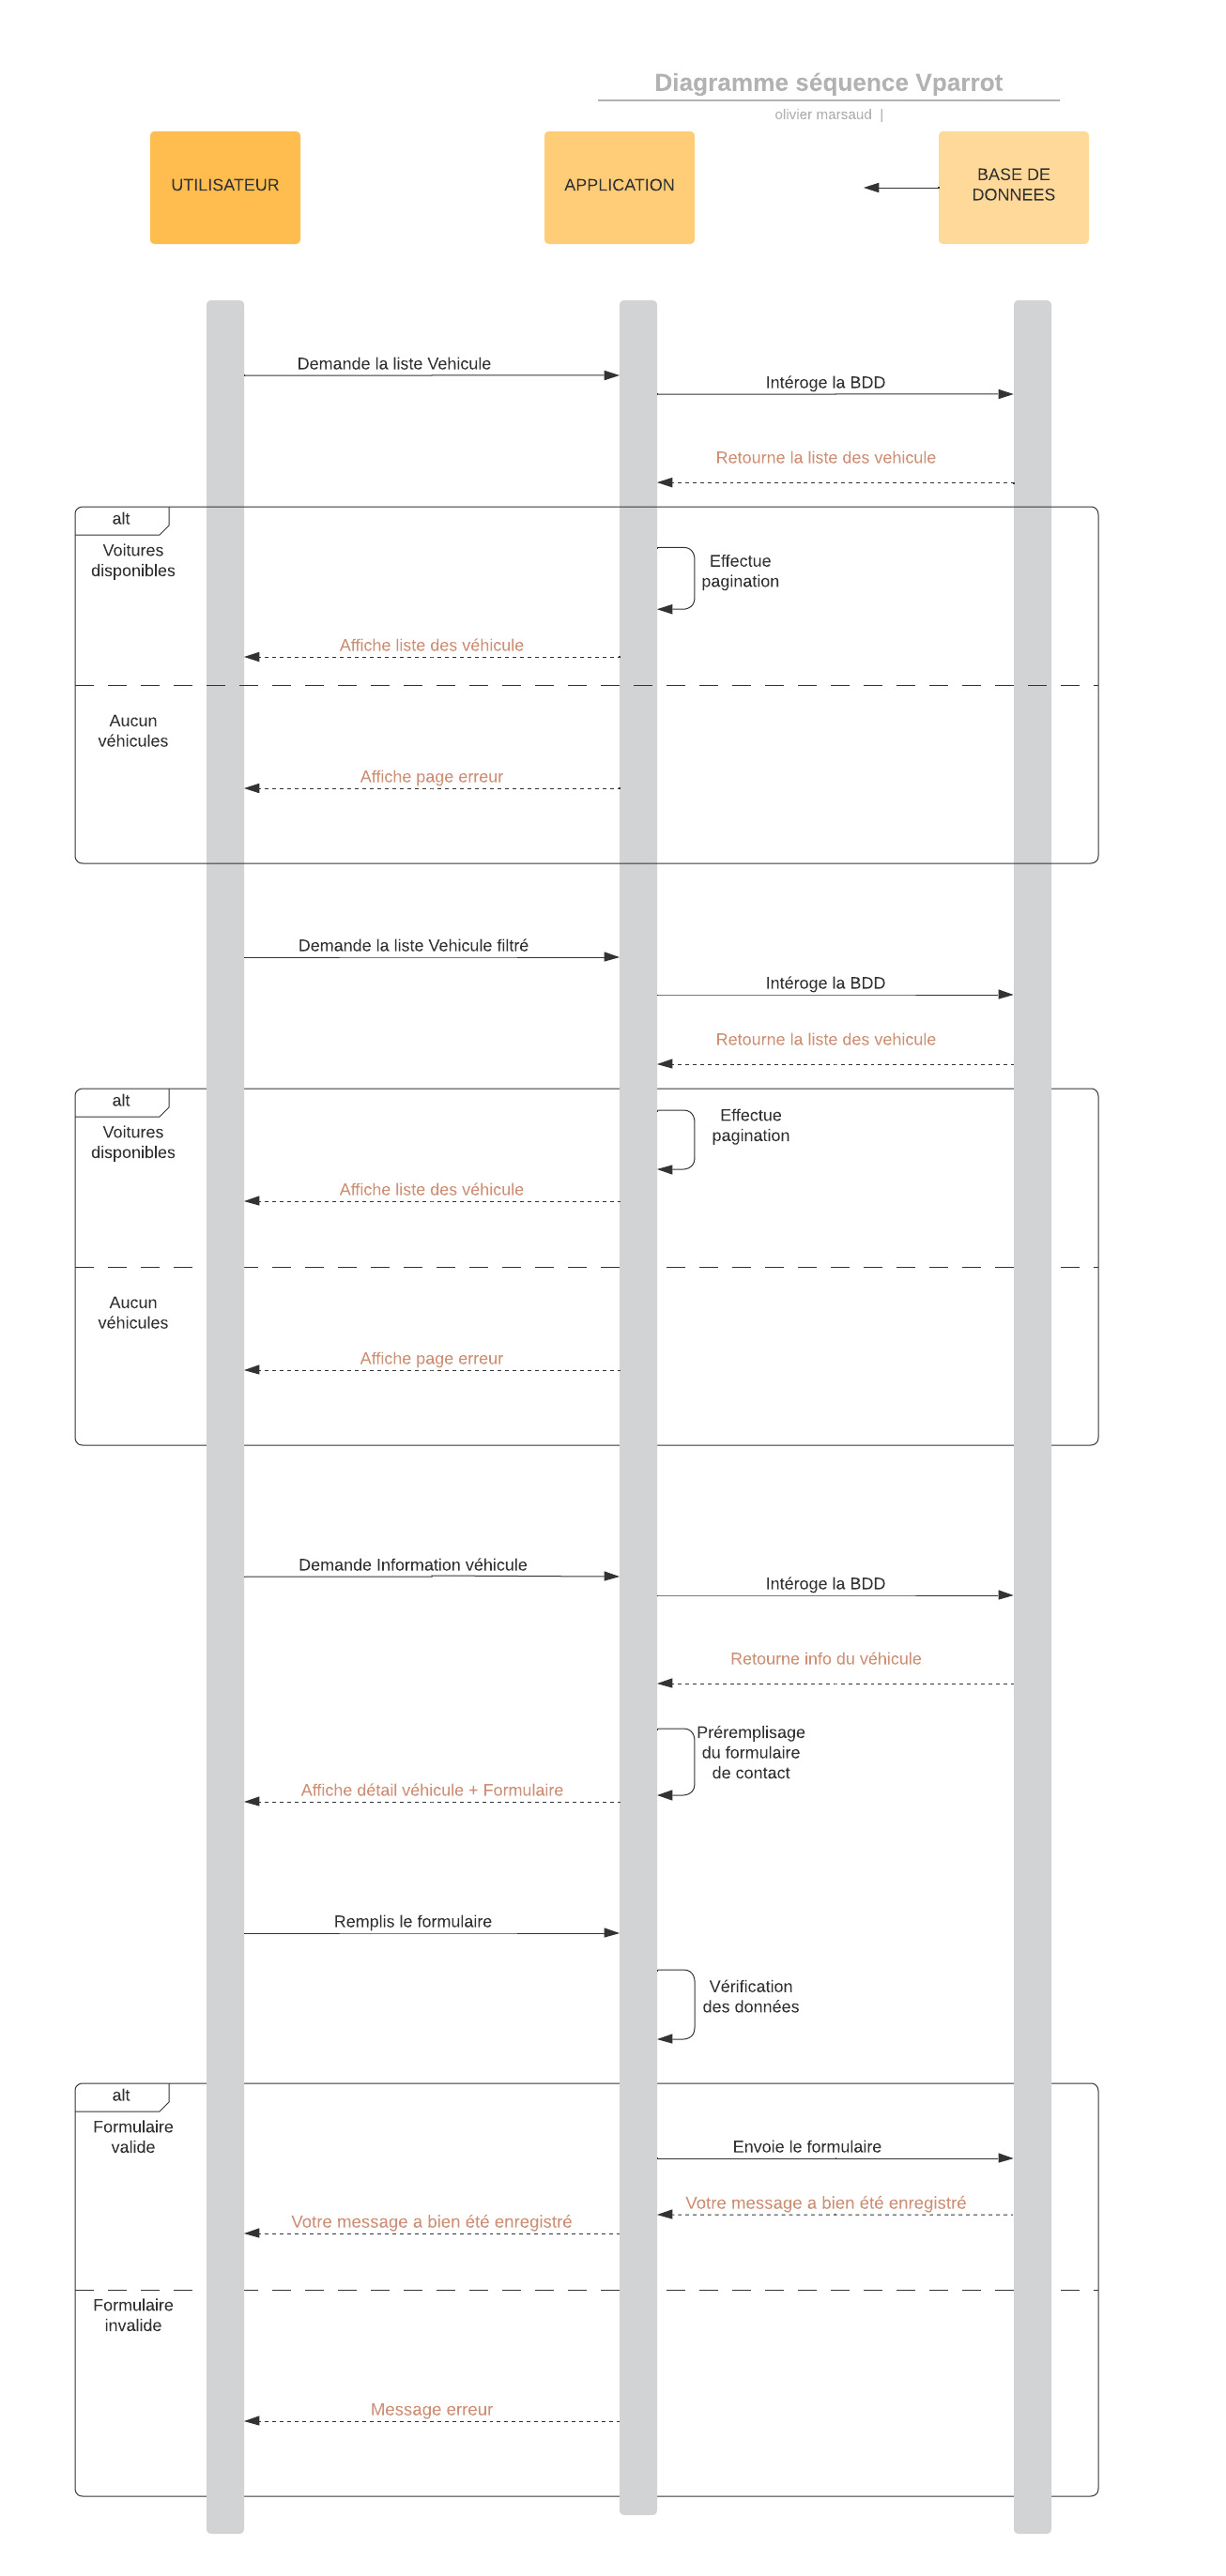 Diagramme séquence Vparrot
olivier marsaud |
UTILISATEUR
APPLICATION
BASE DE
DONNEES
Demande la liste Vehicule
Intéroge la BDD
Retourne la liste des vehicule
alt
Voitures
disponibles
Effectue
pagination
Affiche liste des véhicule
Aucun
véhicules
Affiche page erreur
Demande la liste Vehicule filtré
Intéroge la BDD
Retourne la liste des vehicule
alt
Voitures
disponibles
Effectue
pagination
Affiche liste des véhicule
Aucun
véhicules
Affiche page erreur
Demande Information véhicule
Intéroge la BDD
Retourne info du véhicule
Préremplisage
du formulaire
de contact
Affiche détail véhicule + Formulaire
Remplis le formulaire
Vérification
des données
alt
Formulaire
valide
Envoie le formulaire
Votre message a bien été enregistré
Votre message a bien été enregistré
Formulaire
invalide
Message erreur